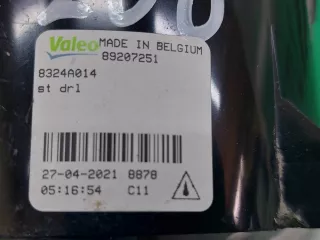 Valeo MADE IN BELGIUM
89207251
8324A014
st drl
27-04-2021 8878
05:16:54 C11